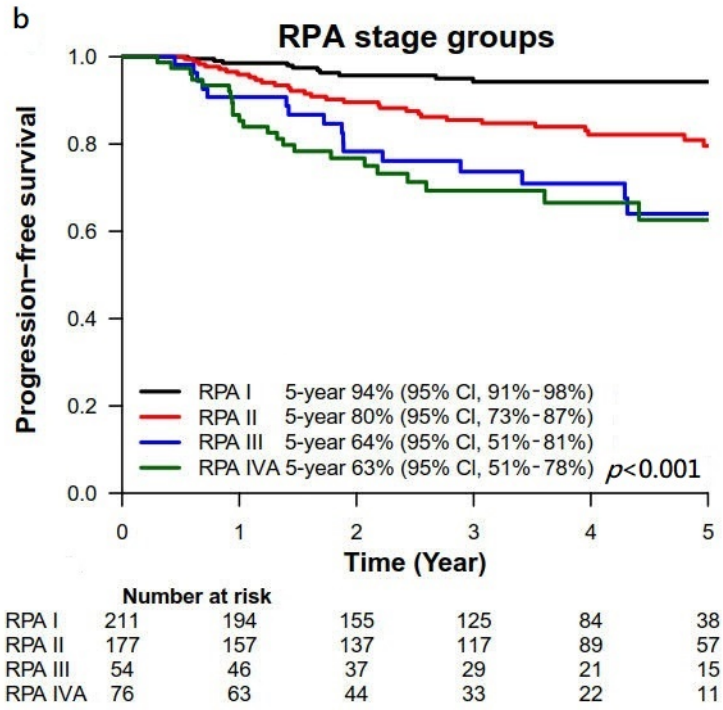 b
RPA stage groups
Progression-free survival
1.0
0.8
0.6
0.4
0.2
0.0
RPA I 5-year 94% (95% CI, 91%-98%)
RPA II 5-year 80% (95% CI, 73%-87%)
RPA III 5-year 64% (95% CI, 51%-81%)
RPA IVA 5-year 63% (95% CI, 51%-78%)
p<0.001
0 1 2 3 4 5
Time (Year)
Number at risk
RPA I 211 194 155 125 84 38
RPA II 177 157 137 117 89 57
RPA III 54 46 37 29 21 15
RPA IVA 76 63 44 33 22 11